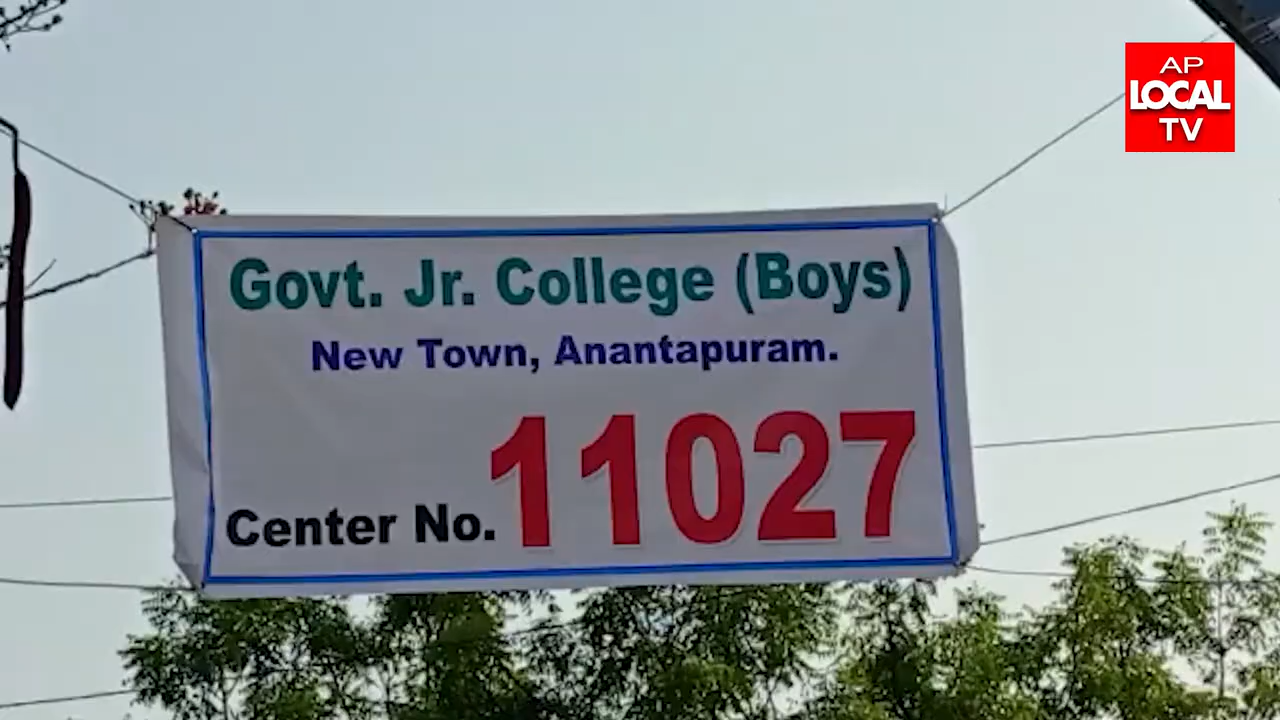 AP
LOCAL
TV
Govt. Jr. College (Boys)
New Town, Anantapuram.
Center No. 11027